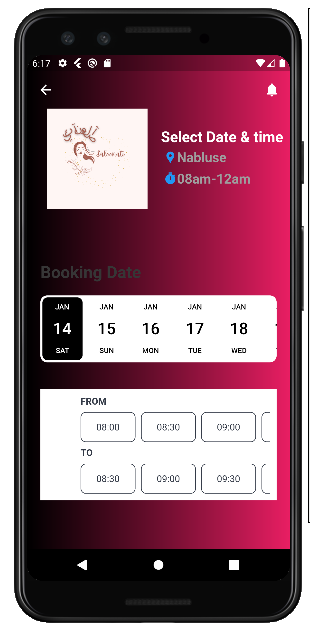 6:17
Select Date & time
Nabluse
08am-12am
Booking Date
JAN JAN JAN JAN JAN
14 15 16 17 18
SAT SUN MON TUE WED
FROM
08:00 08:30 09:00
TO
08:30 09:00 09:30